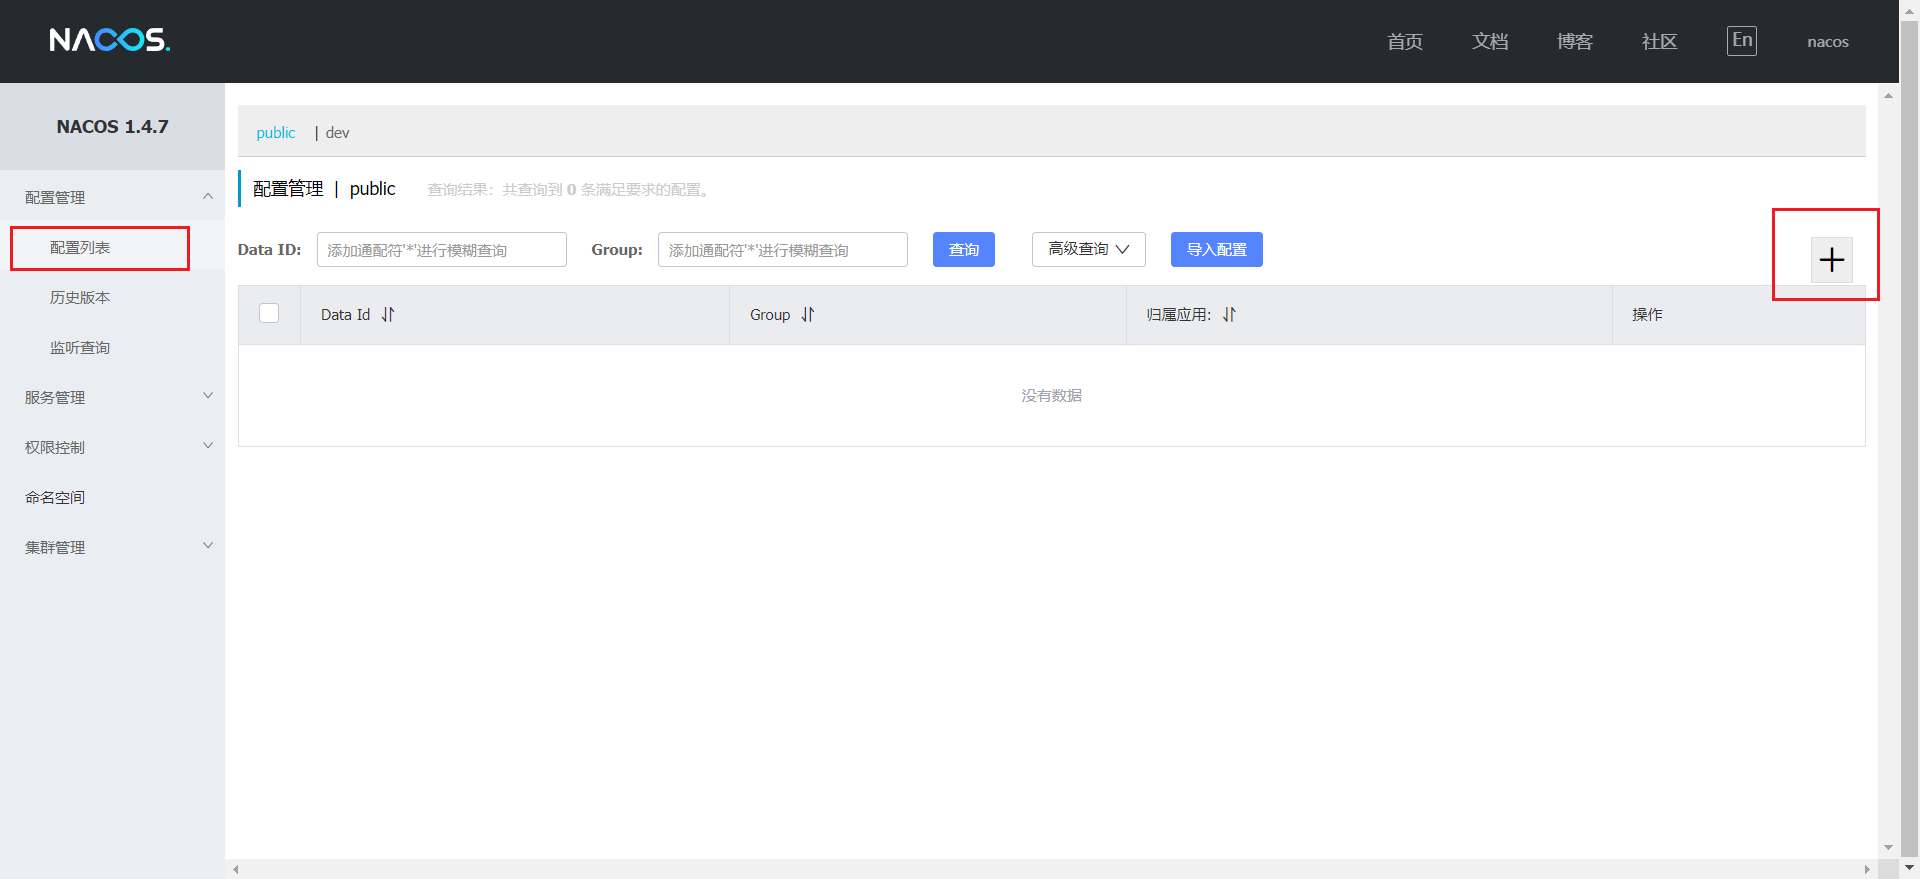 NACOS.
首页 文档 博客 社区 En nacos
NACOS 1.4.7
配置管理
配置列表
历史版本
监听查询
服务管理
权限控制
命名空间
集群管理
public | dev
配置管理 | public 查询结果：共查询到 0 条满足要求的配置。
Data ID: 添加通配符'*'进行模糊查询 Group: 添加通配符'*'进行模糊查询 查询 高级查询 导入配置
Data Id Group 归属应用: 操作
没有数据